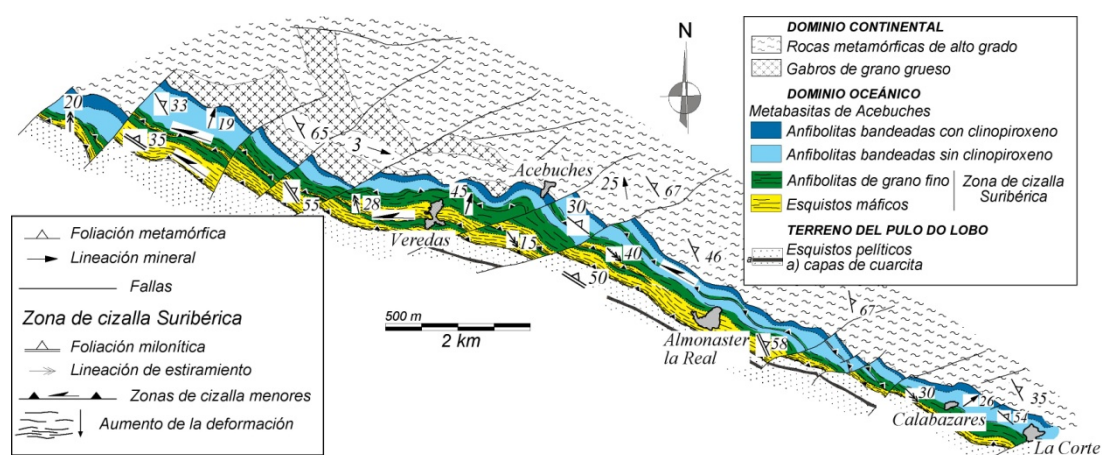 N
DOMINIO CONTINENTAL
Rocas metamórficas de alto grado
Gabros de grano grueso
DOMINIO OCEÁNICO
Metabasitas de Acebuches
Anfibolitas bandeadas con clinopiroxeno
Anfibolitas bandeadas sin clinopiroxeno
Anfibolitas de grano fino
Esquistos máficos
Zona de cizalla
Suribérica
TERRENO DEL PULO DO LOBO
Esquistos pelíticos
a
a) capas de cuarcita
20
33
19
65
3
35
55
28
45
Acebuches
25
67
30
Veredas
15
40
46
50
67
Almonaster
la Real
58
30
26
35
54
Calabazares
La Corte
500 m
2 km
Foliación metamórfica
Lineación mineral
Fallas
Zona de cizalla Suribérica
Foliación milonítica
Lineación de estiramiento
Zonas de cizalla menores
Aumento de la deformación